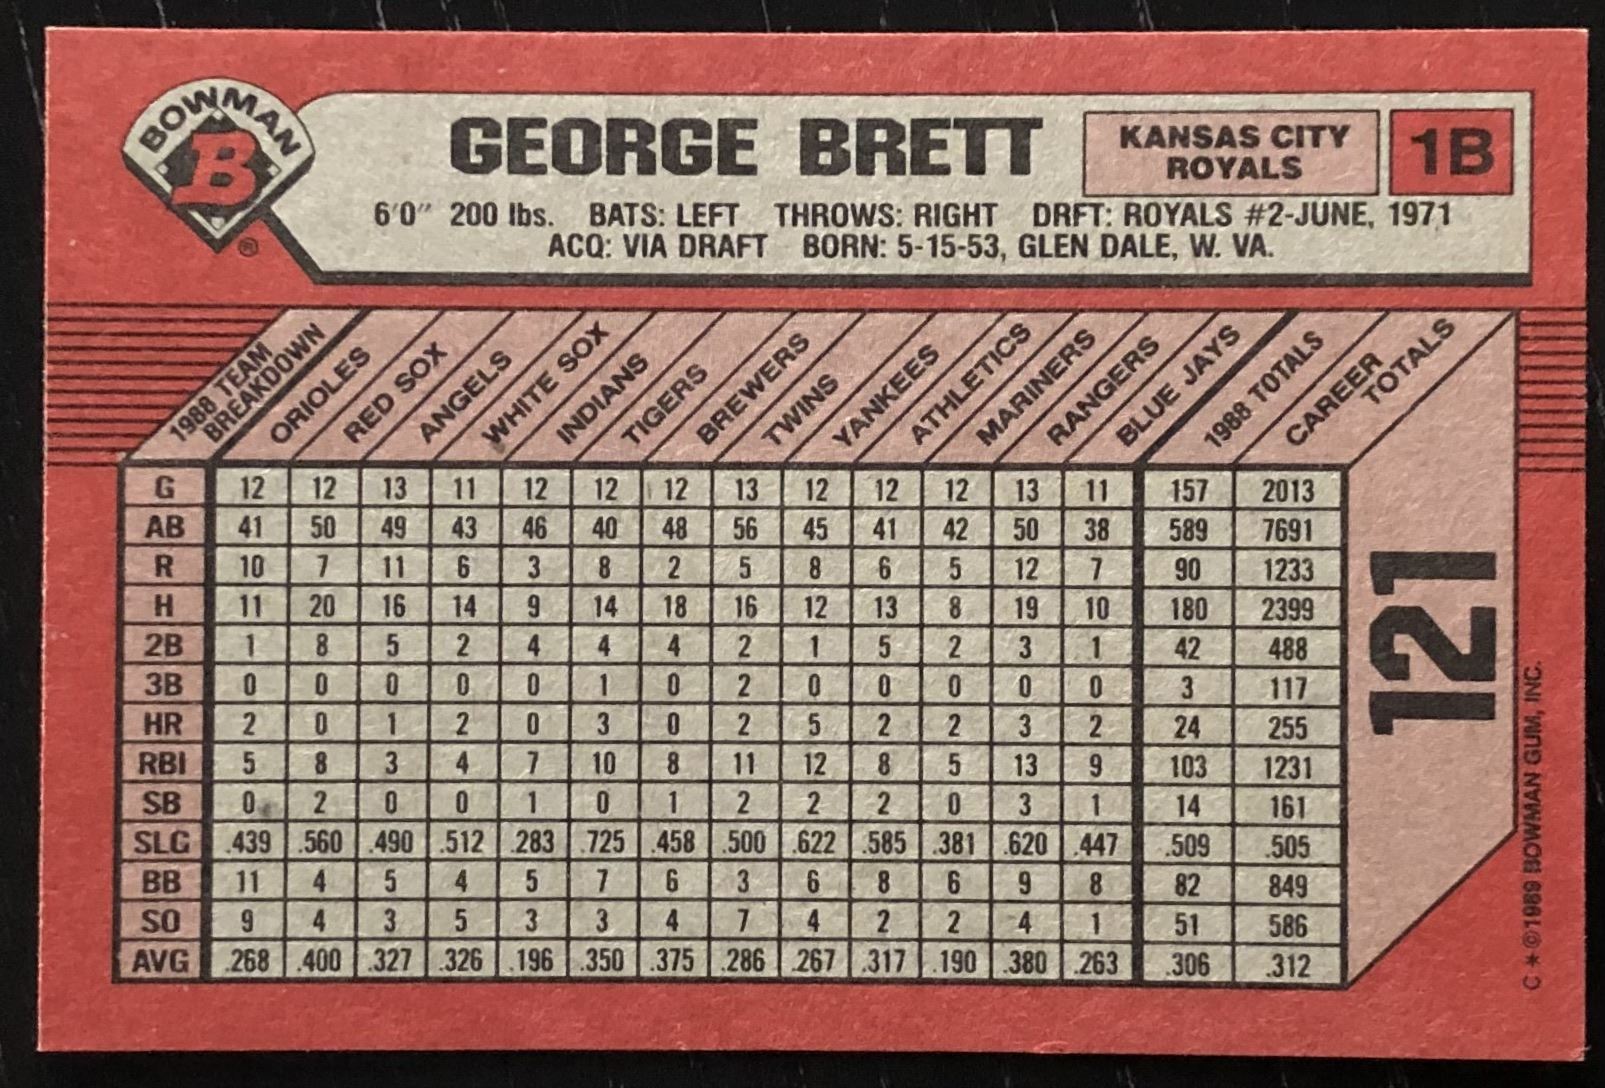 BOWMAN
B
®
GEORGE BRETT
KANSAS CITY
ROYALS
1B
6'0" 200 lbs. BATS: LEFT THROWS: RIGHT DRFT: ROYALS #2-JUNE, 1971
ACQ: VIA DRAFT BORN: 5-15-53, GLEN DALE, W. VA.
1988 TEAM
BREAKDOWN
ORIOLES
RED SOX
ANGELS
WHITE SOX
INDIANS
TIGERS
BREWERS
TWINS
YANKEES
ATHLETICS
MARINERS
RANGERS
BLUE JAYS
1988 TOTALS
CAREER
TOTALS
G 12 12 13 11 12 12 12 13 12 12 12 13 11 157 2013
AB 41 50 49 43 46 40 48 56 45 41 42 50 38 589 7691
R 10 7 11 6 3 8 2 5 8 6 5 12 7 90 1233
H 11 20 16 14 9 14 18 16 12 13 8 19 10 180 2399
2B 1 8 5 2 4 4 4 2 1 5 2 3 1 42 488
3B 0 0 0 0 0 1 0 2 0 0 0 0 0 3 117
HR 2 0 1 2 0 3 0 2 5 2 2 3 2 24 255
RBI 5 8 3 4 7 10 8 11 12 8 5 13 9 103 1231
SB 0 2 0 0 1 0 1 2 2 2 0 3 1 14 161
SLG .439 .560 .490 .512 .283 .725 .458 .500 .622 .585 .381 .620 .447 .509 .505
BB 11 4 5 4 5 7 6 3 6 8 6 9 8 82 849
SO 9 4 3 5 3 3 4 7 4 2 2 4 1 51 586
AVG .268 .400 .327 .326 .196 .350 .375 .286 .267 .317 .190 .380 .263 .306 .312
121
C * ©1989 BOWMAN GUM, INC.